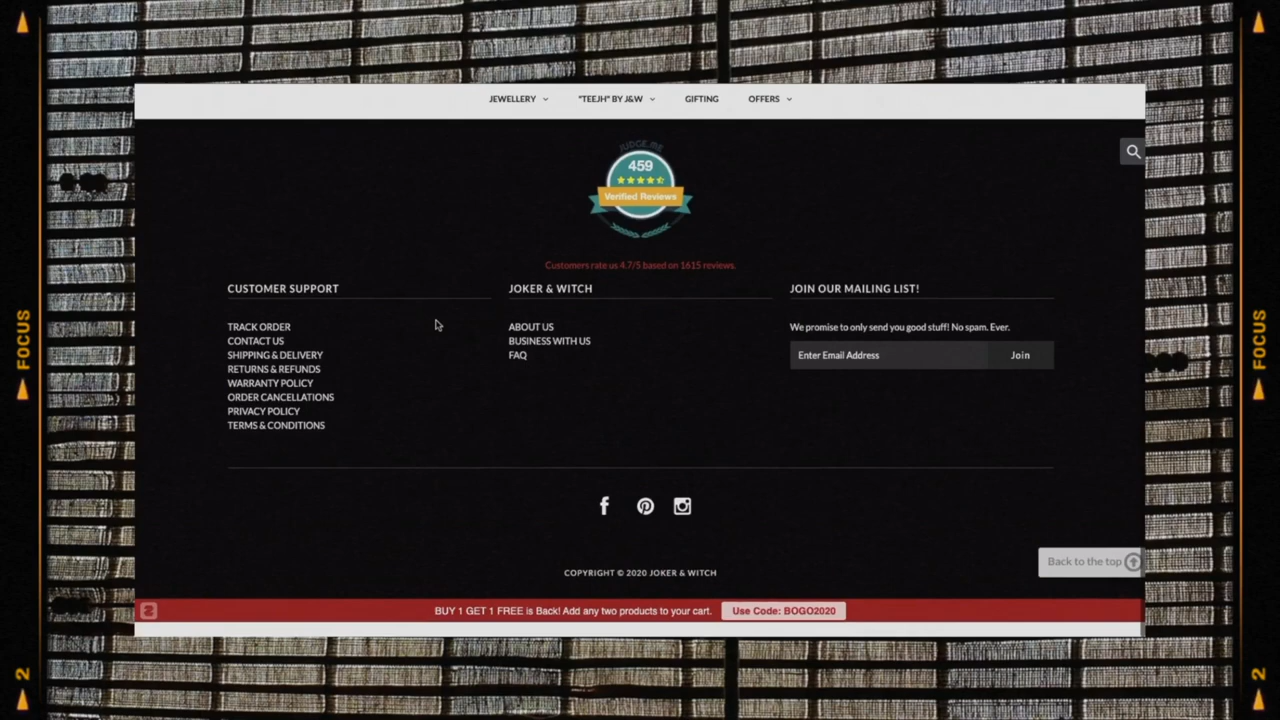 JEWELLERY "TEEJH" BY J&W GIFTING OFFERS
JUDGE.ME
459
Verified Reviews
Customers rate us 4.7/5 based on 1615 reviews.
CUSTOMER SUPPORT
TRACK ORDER
CONTACT US
SHIPPING & DELIVERY
RETURNS & REFUNDS
WARRANTY POLICY
ORDER CANCELLATIONS
PRIVACY POLICY
TERMS & CONDITIONS
JOKER & WITCH
ABOUT US
BUSINESS WITH US
FAQ
JOIN OUR MAILING LIST!
We promise to only send you good stuff! No spam. Ever.
Enter Email Address Join
Back to the top
COPYRIGHT © 2020 JOKER & WITCH
BUY 1 GET 1 FREE is Back! Add any two products to your cart. Use Code: BOGO2020
FOCUS
2
FOCUS
2